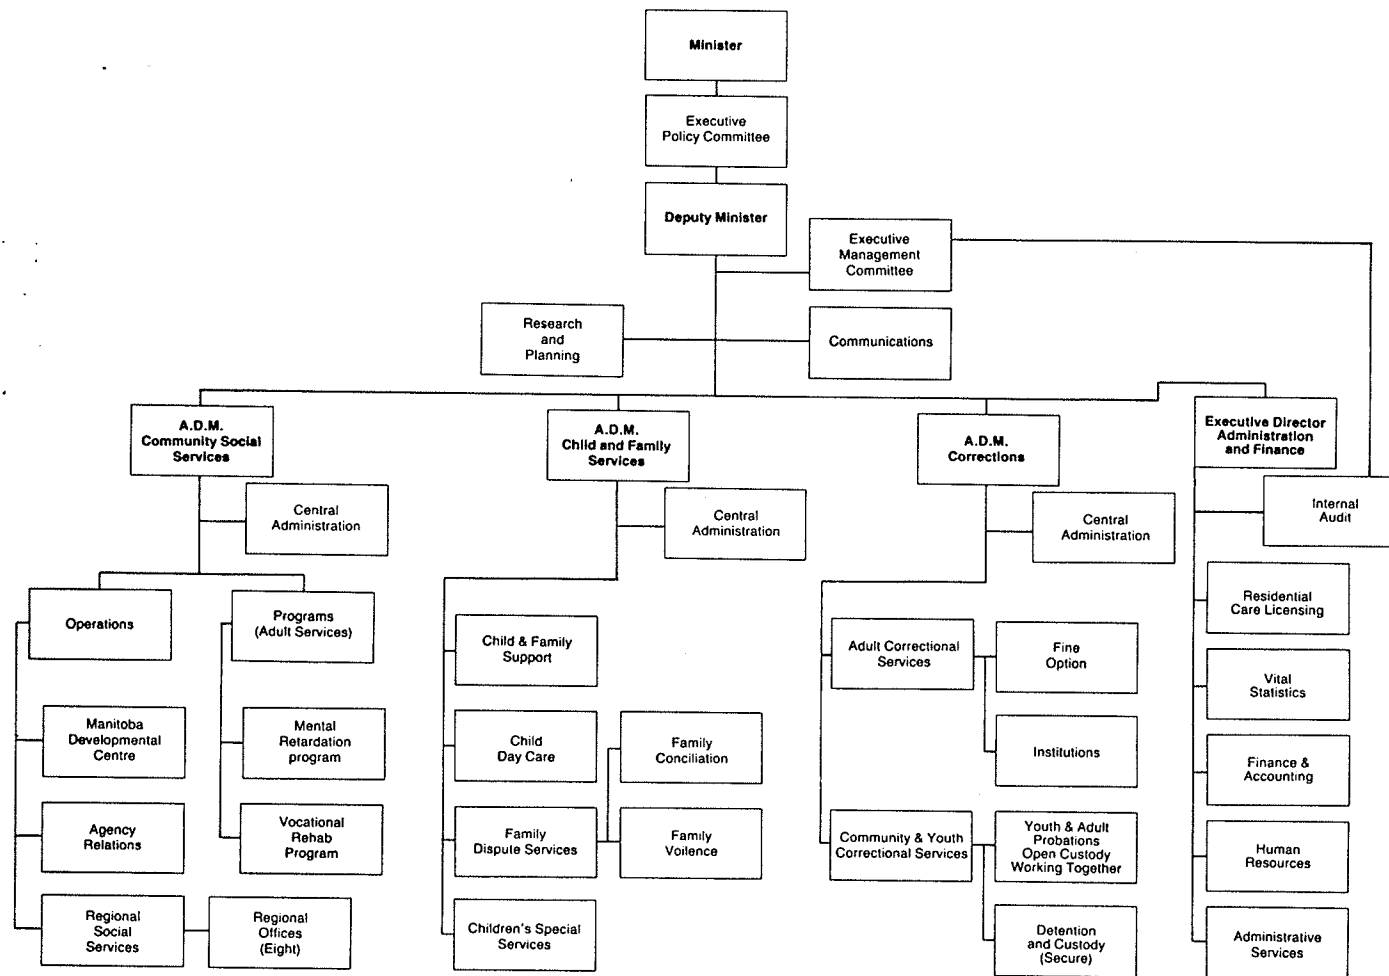 Minister
Executive
Policy Committee
Deputy Minister
Executive
Management
Committee
Research
and
Planning
Communications
A.D.M.
Community Social
Services
A.D.M.
Child and Family
Services
A.D.M.
Corrections
Executive Director
Administration
and Finance
Central
Administration
Central
Administration
Central
Administration
Internal
Audit
Operations
Programs
(Adult Services)
Manitoba
Developmental
Centre
Mental
Retardation
program
Agency
Relations
Vocational
Rehab
Program
Regional
Social
Services
Regional
Offices
(Eight)
Child & Family
Support
Child
Day Care
Family
Conciliation
Family
Dispute Services
Family
Voilence
Children's Special
Services
Adult Correctional
Services
Fine
Option
Institutions
Community & Youth
Correctional Services
Youth & Adult
Probations
Open Custody
Working Together
Detention
and Custody
(Secure)
Residential
Care Licensing
Vital
Statistics
Finance &
Accounting
Human
Resources
Administrative
Services